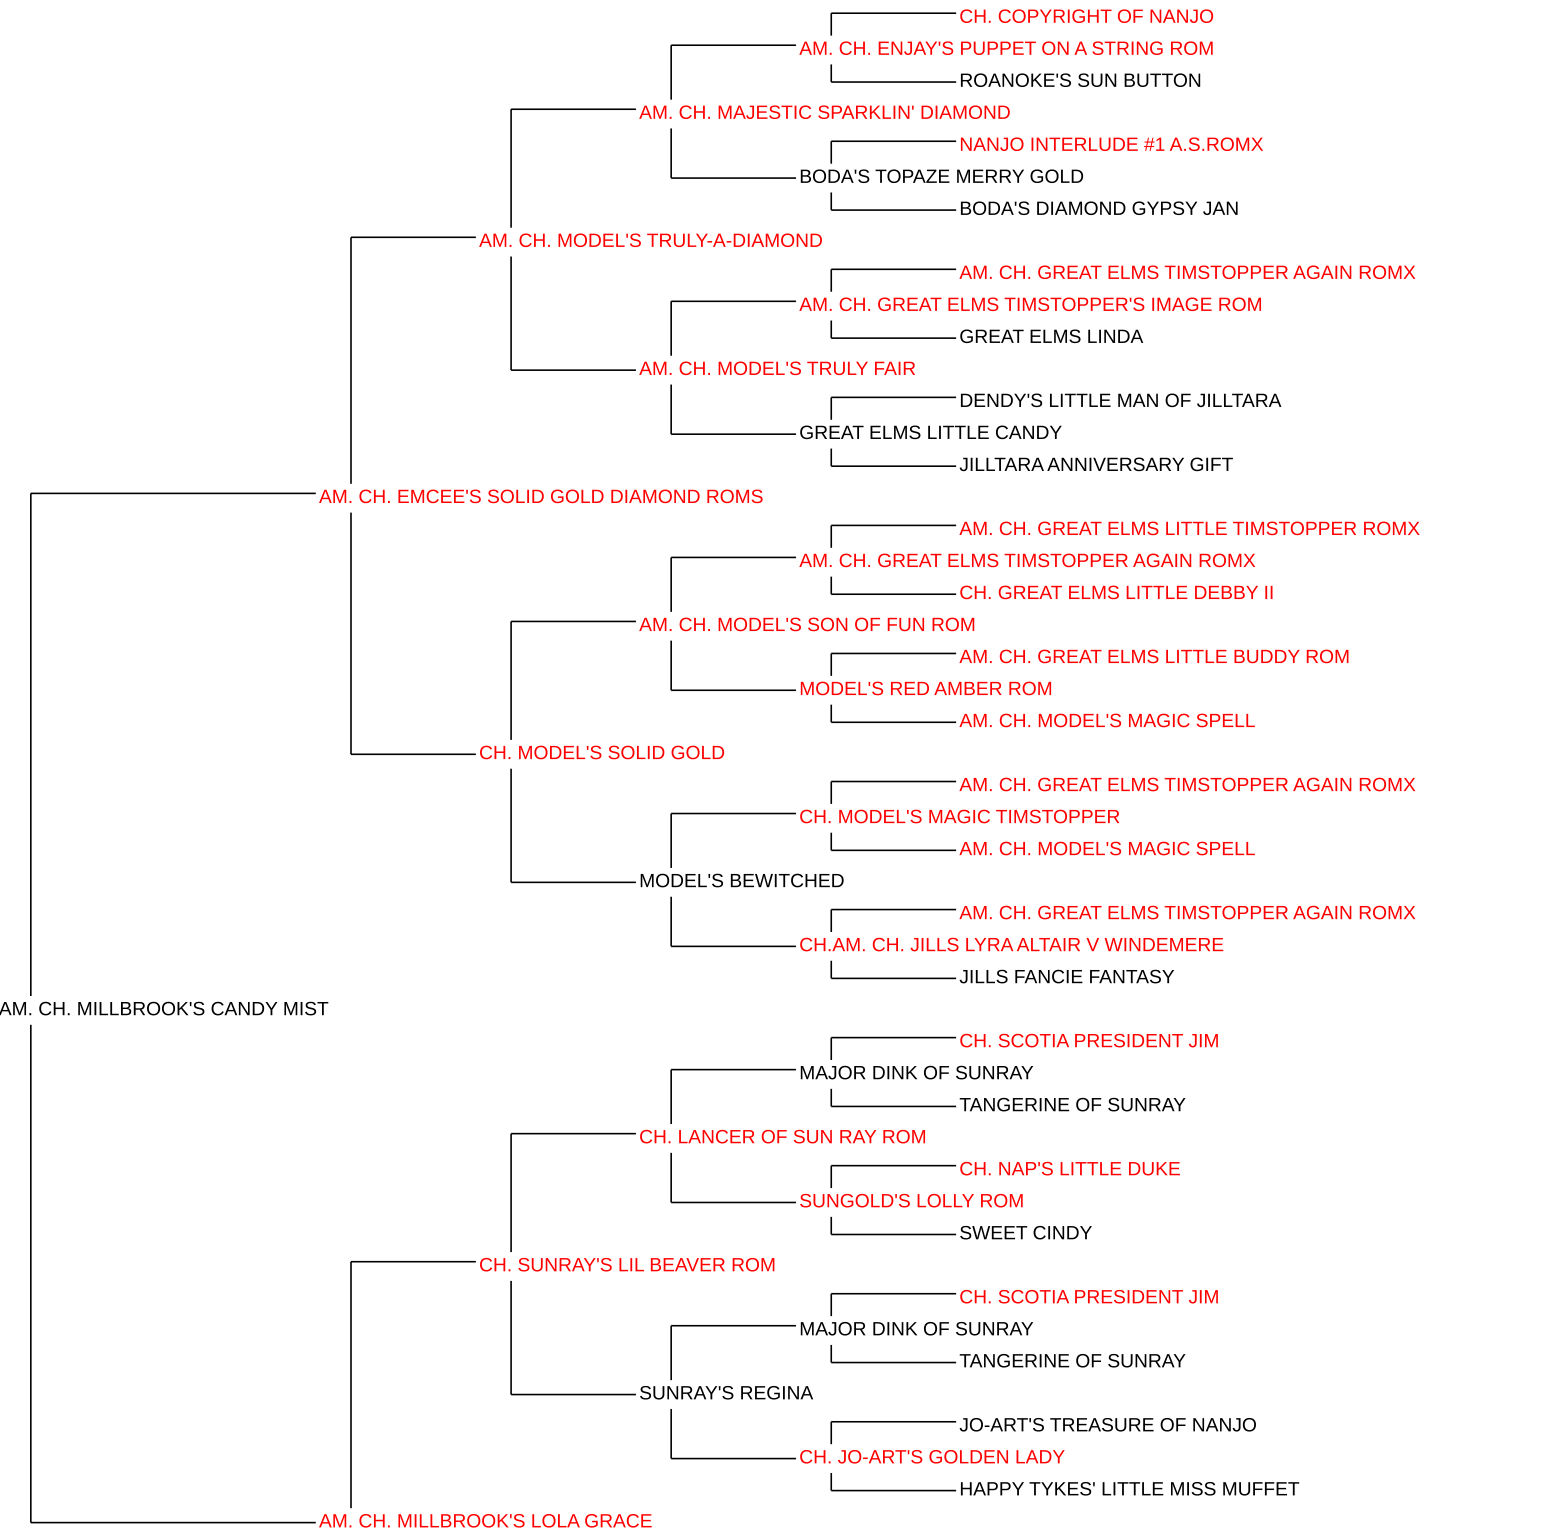 CH. COPYRIGHT OF NANJO
AM. CH. ENJAY'S PUPPET ON A STRING ROM
ROANOKE'S SUN BUTTON
AM. CH. MAJESTIC SPARKLIN' DIAMOND
NANJO INTERLUDE #1 A.S.ROMX
BODA'S TOPAZE MERRY GOLD
BODA'S DIAMOND GYPSY JAN
AM. CH. MODEL'S TRULY-A-DIAMOND
AM. CH. GREAT ELMS TIMSTOPPER AGAIN ROMX
AM. CH. GREAT ELMS TIMSTOPPER'S IMAGE ROM
GREAT ELMS LINDA
AM. CH. MODEL'S TRULY FAIR
DENDY'S LITTLE MAN OF JILLTARA
GREAT ELMS LITTLE CANDY
JILLTARA ANNIVERSARY GIFT
AM. CH. EMCEE'S SOLID GOLD DIAMOND ROMS
AM. CH. GREAT ELMS LITTLE TIMSTOPPER ROMX
AM. CH. GREAT ELMS TIMSTOPPER AGAIN ROMX
CH. GREAT ELMS LITTLE DEBBY II
AM. CH. MODEL'S SON OF FUN ROM
AM. CH. GREAT ELMS LITTLE BUDDY ROM
MODEL'S RED AMBER ROM
AM. CH. MODEL'S MAGIC SPELL
CH. MODEL'S SOLID GOLD
AM. CH. GREAT ELMS TIMSTOPPER AGAIN ROMX
CH. MODEL'S MAGIC TIMSTOPPER
AM. CH. MODEL'S MAGIC SPELL
MODEL'S BEWITCHED
AM. CH. GREAT ELMS TIMSTOPPER AGAIN ROMX
CH.AM. CH. JILLS LYRA ALTAIR V WINDEMERE
JILLS FANCIE FANTASY
AM. CH. MILLBROOK'S CANDY MIST
CH. SCOTIA PRESIDENT JIM
MAJOR DINK OF SUNRAY
TANGERINE OF SUNRAY
CH. LANCER OF SUN RAY ROM
CH. NAP'S LITTLE DUKE
SUNGOLD'S LOLLY ROM
SWEET CINDY
CH. SUNRAY'S LIL BEAVER ROM
CH. SCOTIA PRESIDENT JIM
MAJOR DINK OF SUNRAY
TANGERINE OF SUNRAY
SUNRAY'S REGINA
JO-ART'S TREASURE OF NANJO
CH. JO-ART'S GOLDEN LADY
HAPPY TYKES' LITTLE MISS MUFFET
AM. CH. MILLBROOK'S LOLA GRACE